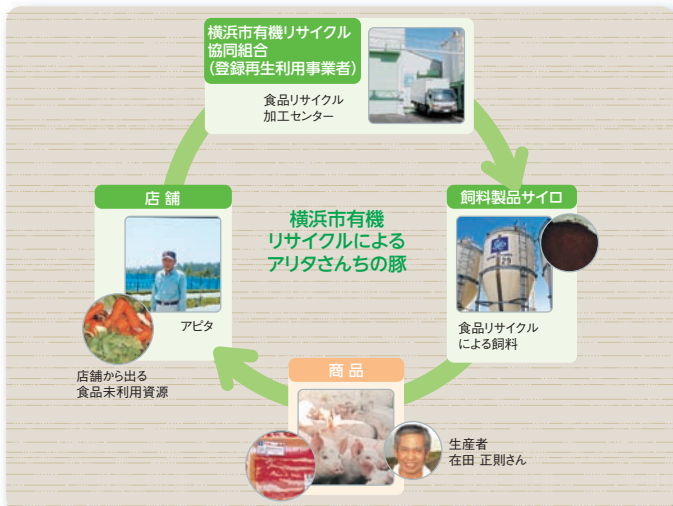 横浜市有機リサイクル
協同組合
（登録再生利用事業者）
食品リサイクル
加工センター
店舗
アピタ
店舗から出る
食品未利用資源
横浜市有機
リサイクルによる
アリタさんちの豚
飼料製品サイロ
食品リサイクル
による飼料
商品
生産者
在田 正則さん